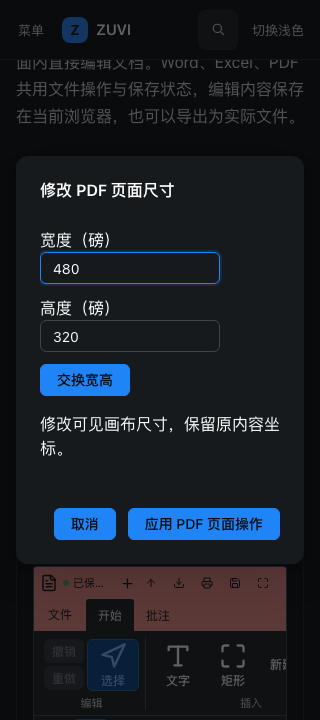 菜单
Z
ZUVI
切换浅色
面内直接编辑文档。Word、Excel、PDF
共用文件操作与保存状态，编辑内容保存
在当前浏览器，也可以导出为实际文件。
修改 PDF 页面尺寸
宽度（磅）
480
高度（磅）
320
交换宽高
修改可见画布尺寸，保留原内容坐
标。
取消
应用 PDF 页面操作
已保...
文件
开始
批注
撤销
重做
选择
文字
矩形
编辑
插入